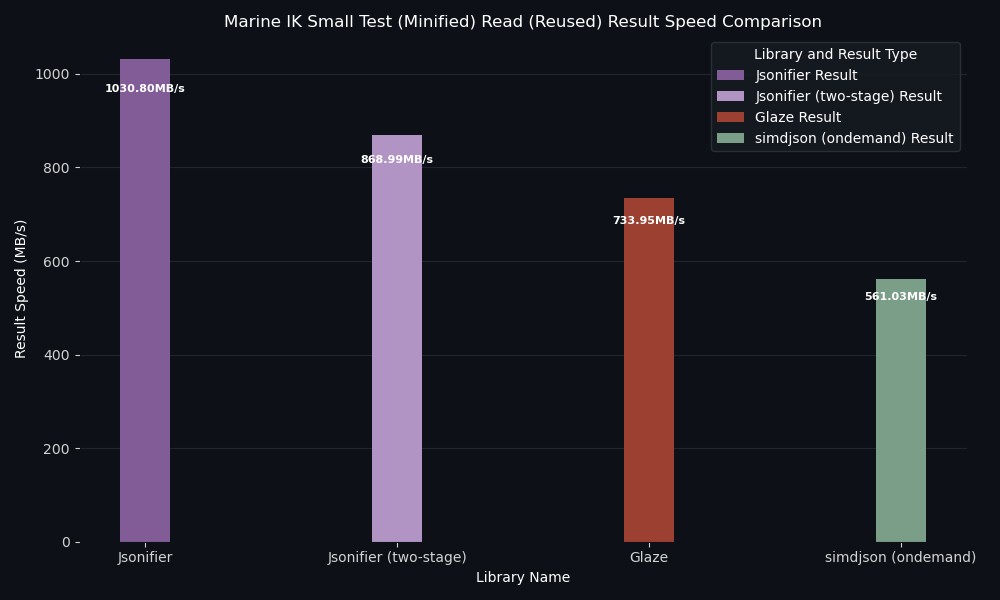 Marine IK Small Test (Minified) Read (Reused) Result Speed Comparison
Library and Result Type
Jsonifier Result
Jsonifier (two-stage) Result
Glaze Result
simdjson (ondemand) Result
Result Speed (MB/s)
1000
800
600
400
200
0
1030.80MB/s
868.99MB/s
733.95MB/s
561.03MB/s
Jsonifier
Jsonifier (two-stage)
Glaze
simdjson (ondemand)
Library Name